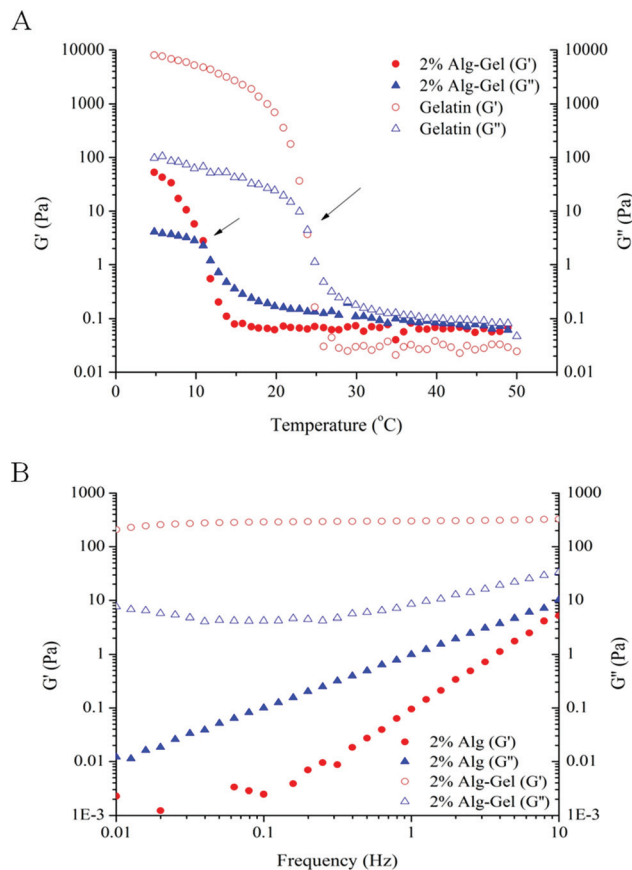 A
10000
1000
100
10
1
0.1
0.01
G' (Pa)
10000
1000
100
10
1
0.1
0.01
G" (Pa)
2% Alg-Gel (G')
2% Alg-Gel (G")
Gelatin (G')
Gelatin (G")
0 10 20 30 40 50
Temperature (°C)
B
1000
100
10
1
0.1
0.01
1E-3
G' (Pa)
1000
100
10
1
0.1
0.01
1E-3
G" (Pa)
2% Alg (G')
2% Alg (G")
2% Alg-Gel (G')
2% Alg-Gel (G")
0.01 0.1 1 10
Frequency (Hz)